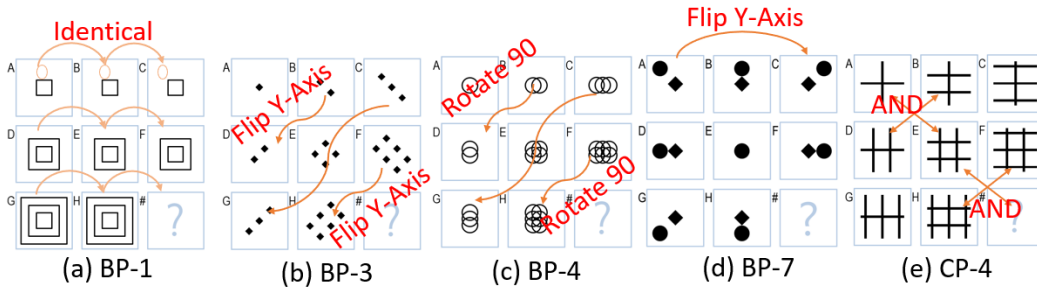 Identical
A B C
D E F
G H #
? 
(a) BP-1
A B C
D E F
G H #
?
Flip Y-Axis
Flip Y-Axis
(b) BP-3
A B C
D E F
G H #
?
Rotate 90
Rotate 90
(c) BP-4
Flip Y-Axis
A B C
D E F
G H #
?
(d) BP-7
A B C
D E F
G H #
?
AND
AND
(e) CP-4